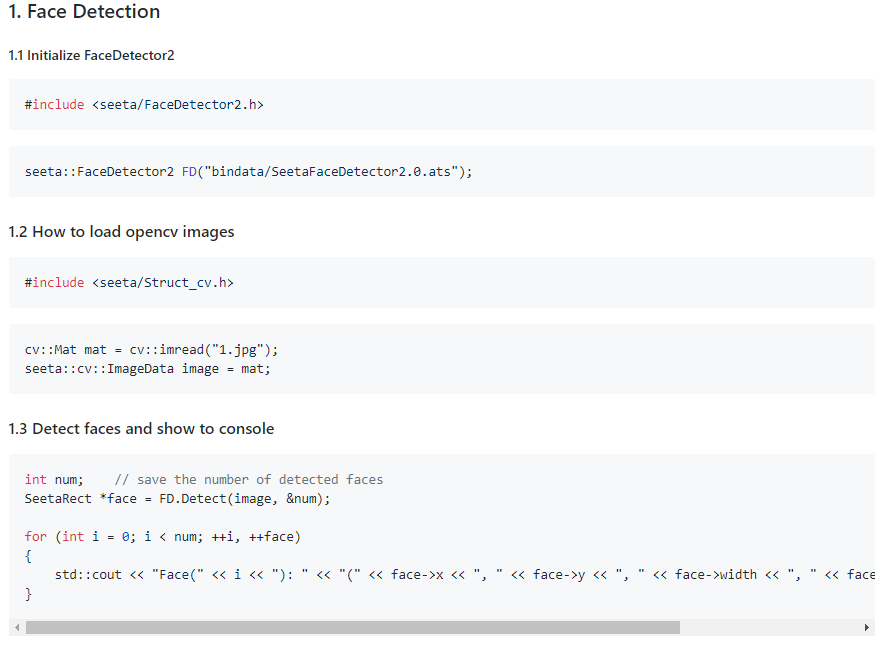 1. Face Detection
1.1 Initialize FaceDetector2
#include <seeta/FaceDetector2.h>
seeta::FaceDetector2 FD("bindata/SeetaFaceDetector2.0.ats");
1.2 How to load opencv images
#include <seeta/Struct_cv.h>
cv::Mat mat = cv::imread("1.jpg");
seeta::cv::ImageData image = mat;
1.3 Detect faces and show to console
int num;    // save the number of detected faces
SeetaRect *face = FD.Detect(image, &num);
for (int i = 0; i < num; ++i, ++face)
{
    std::cout << "Face(" << i << "): " << "(" << face->x << ", " << face->y << ", " << face->width << ", " << face
}